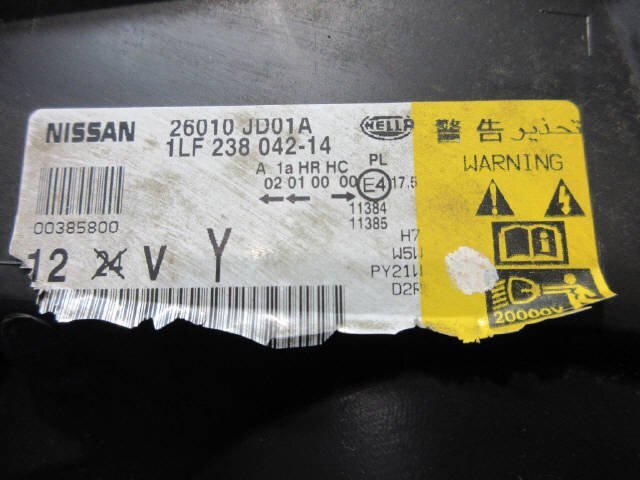 NISSAN
26010 JD01A
1LF 238 042-14
HELLA
A 1a HR HC PL
02 01 00 00 E4 17,5
11384
11385
00385800
12 24 V Y
H7
W5W
PY21W
D2R
警告 تحذير
WARNING
20000V